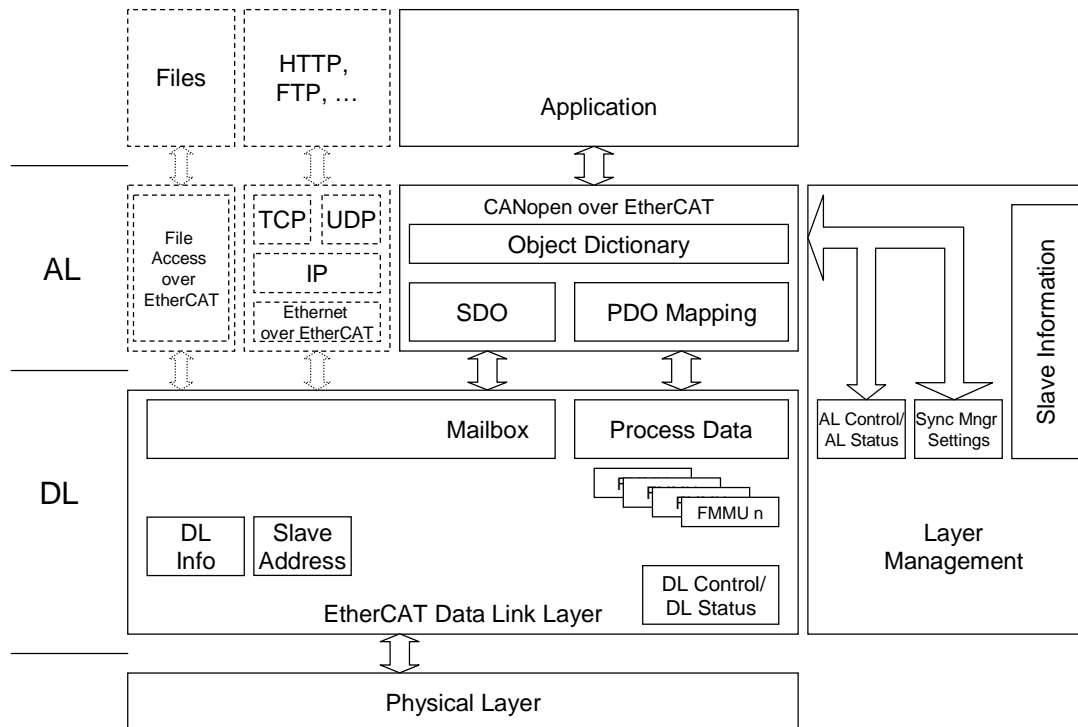 Files
HTTP,
FTP, …
Application
AL
File
Access
over
EtherCAT
TCP
UDP
IP
Ethernet
over EtherCAT
CANopen over EtherCAT
Object Dictionary
SDO
PDO Mapping
Slave Information
AL Control/
AL Status
Sync Mngr
Settings
Layer
Management
DL
Mailbox
Process Data
FMMU n
DL
Info
Slave
Address
DL Control/
DL Status
EtherCAT Data Link Layer
Physical Layer